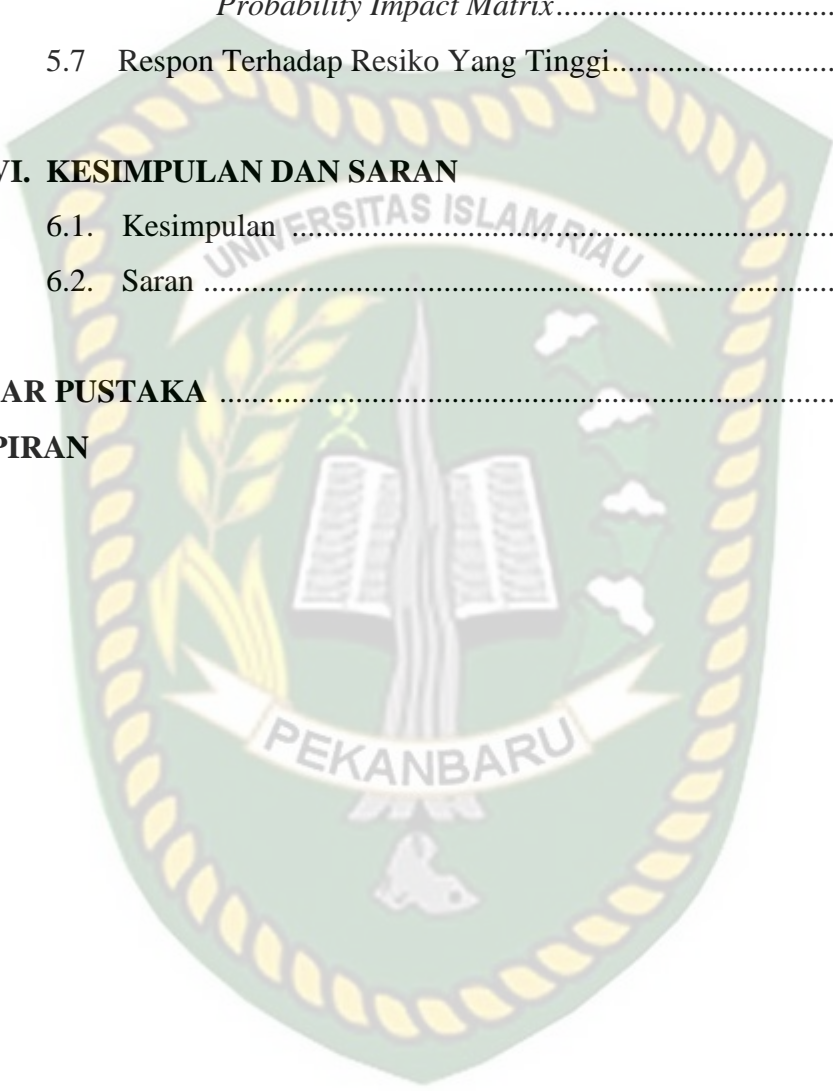 Probability Impact Matrix....................................
5.7 Respon Terhadap Resiko Yang Tinggi........................
VI. KESIMPULAN DAN SARAN
6.1. Kesimpulan .........................................................
6.2. Saran ..................................................................
AR PUSTAKA ................................................................
PIRAN
UNIVERSITAS ISLAM RIAU
PEKANBARU